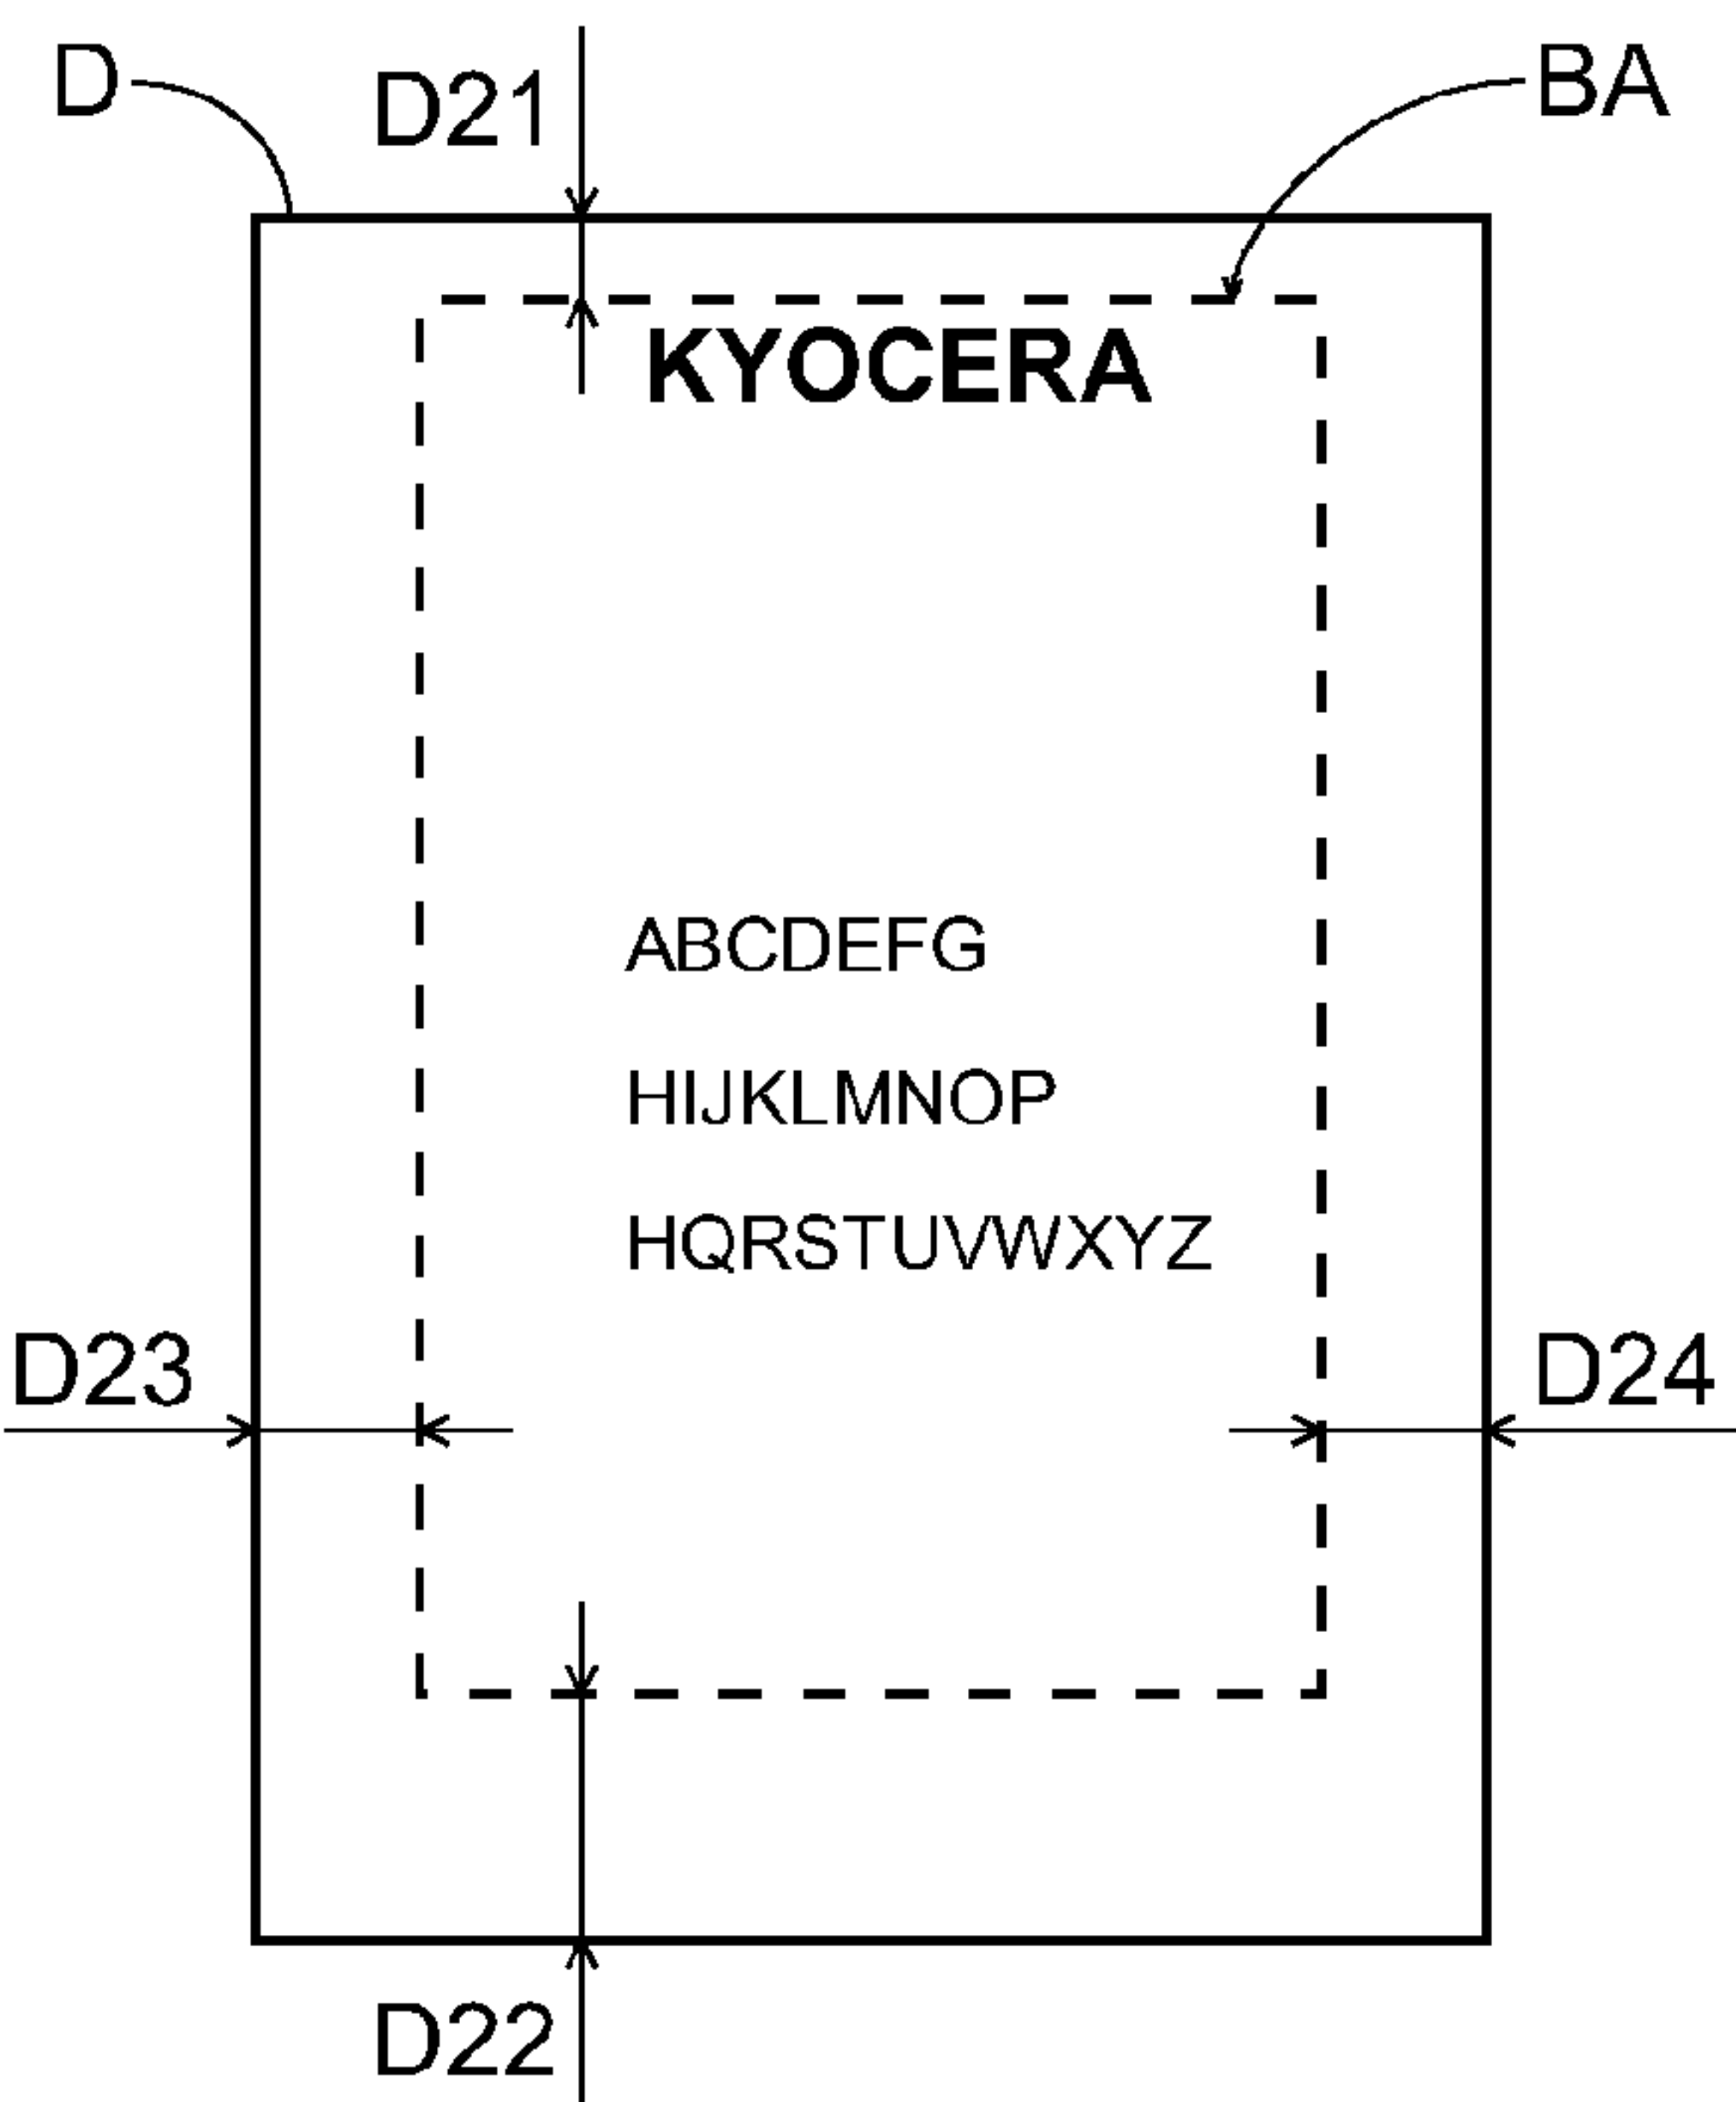 D
D21
BA
KYOCERA
ABCDEFG
HIJKLMNOP
HQRSTUVWXYZ
D23
D24
D22